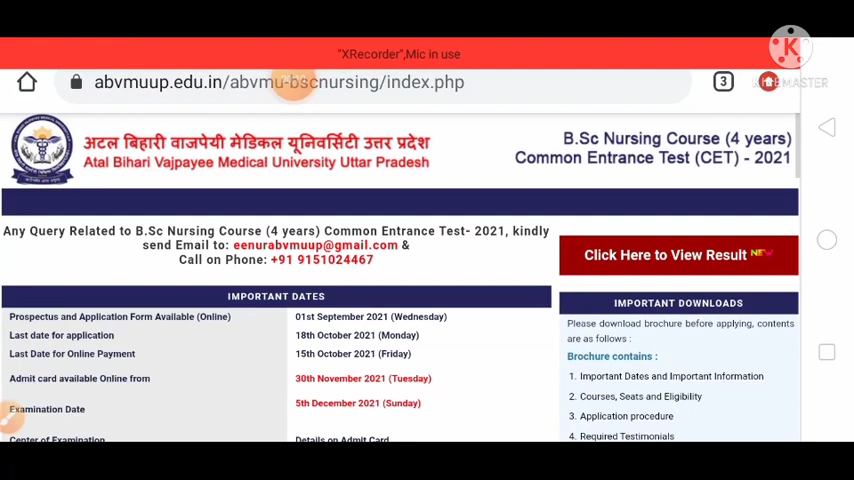 "XRecorder",Mic in use
abvmuup.edu.in/abvmu-bscnursing/index.php
3
K
KINEMASTER
अटल बिहारी वाजपेयी मेडिकल यूनिवर्सिटी उत्तर प्रदेश
Atal Bihari Vajpayee Medical University Uttar Pradesh
B.Sc Nursing Course (4 years)
Common Entrance Test (CET) - 2021
Any Query Related to B.Sc Nursing Course (4 years) Common Entrance Test- 2021, kindly
send Email to: eenurabvmuup@gmail.com &
Call on Phone: +91 9151024467
Click Here to View Result NEW
IMPORTANT DATES
Prospectus and Application Form Available (Online) 01st September 2021 (Wednesday)
Last date for application 18th October 2021 (Monday)
Last Date for Online Payment 15th October 2021 (Friday)
Admit card available Online from 30th November 2021 (Tuesday)
Examination Date 5th December 2021 (Sunday)
Center of Examination Details on Admit Card
IMPORTANT DOWNLOADS
Please download brochure before applying, contents
are as follows :
Brochure contains :
1. Important Dates and Important Information
2. Courses, Seats and Eligibility
3. Application procedure
4. Required Testimonials